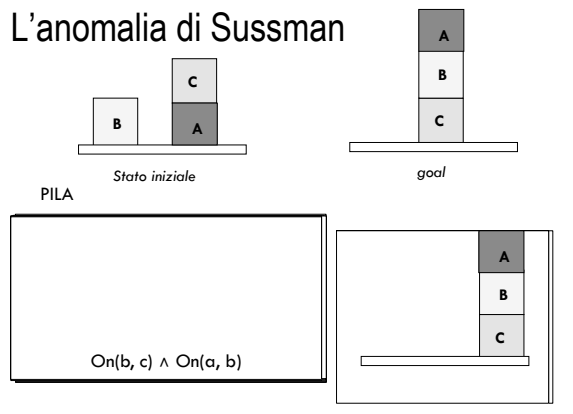 L'anomalia di Sussman
A
B
C
C
B
A
Stato iniziale
goal
PILA
On(b, c) ∧ On(a, b)
A
B
C